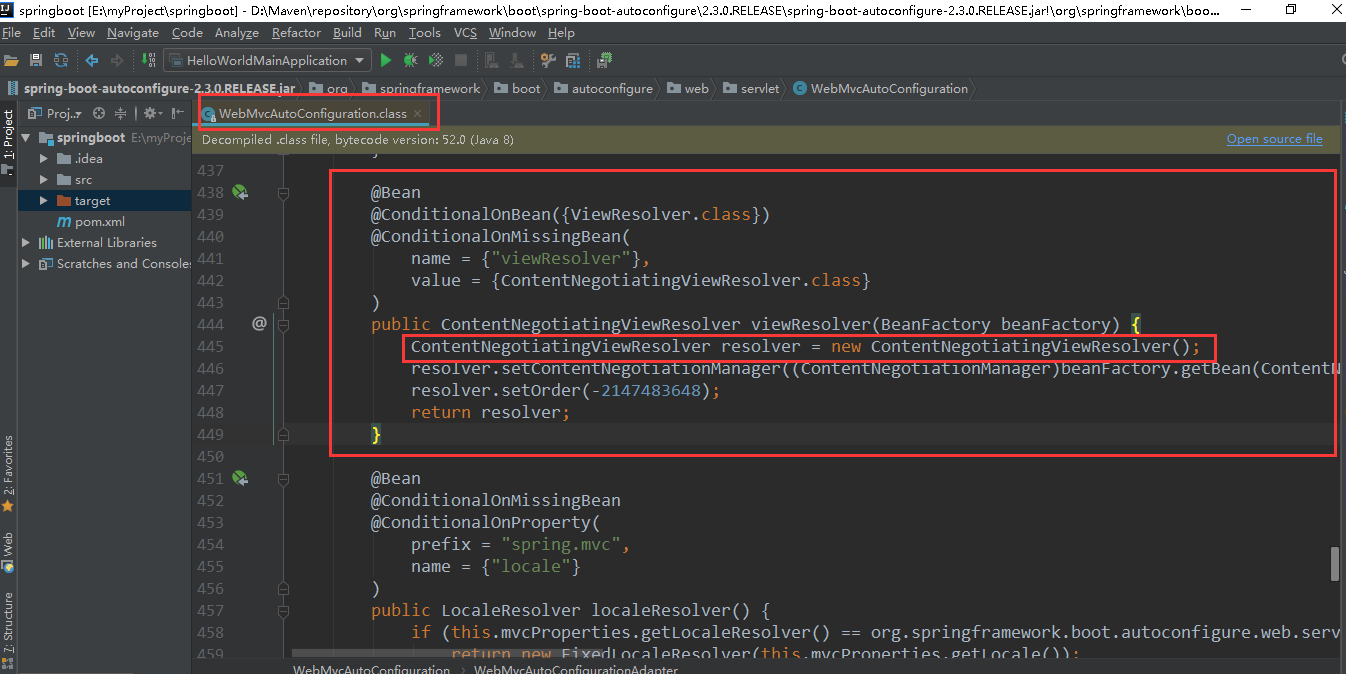 springboot [E:\myProject\springboot] - D:\Maven\repository\org\springframework\boot\spring-boot-autoconfigure\2.3.0.RELEASE\spring-boot-autoconfigure-2.3.0.RELEASE.jar!\org\springframework\boo...
File Edit View Navigate Code Analyze Refactor Build Run Tools VCS Window Help
HelloWorldMainApplication
spring-boot-autoconfigure-2.3.0.RELEASE.jar org springframework boot autoconfigure web servlet WebMvcAutoConfiguration
1: Project
Proj...
WebMvcAutoConfiguration.class
springboot E:\myProje
.idea
src
target
pom.xml
External Libraries
Scratches and Consoles
2: Favorites
Web
7: Structure
Decompiled .class file, bytecode version: 52.0 (Java 8) Open source file
437
438 @Bean
439 @ConditionalOnBean({ViewResolver.class})
440 @ConditionalOnMissingBean(
441 name = {"viewResolver"},
442 value = {ContentNegotiatingViewResolver.class}
443 )
444 @ public ContentNegotiatingViewResolver viewResolver(BeanFactory beanFactory) {
445 ContentNegotiatingViewResolver resolver = new ContentNegotiatingViewResolver();
446 resolver.setContentNegotiationManager((ContentNegotiationManager)beanFactory.getBean(ContentN
447 resolver.setOrder(-2147483648);
448 return resolver;
449 }
450
451 @Bean
452 @ConditionalOnMissingBean
453 @ConditionalOnProperty(
454 prefix = "spring.mvc",
455 name = {"locale"}
456 )
457 public LocaleResolver localeResolver() {
458 if (this.mvcProperties.getLocaleResolver() == org.springframework.boot.autoconfigure.web.serv
459 return new FixedLocaleResolver(this.mvcProperties.getLocale());
WebMvcAutoConfiguration WebMvcAutoConfigurationAdapter